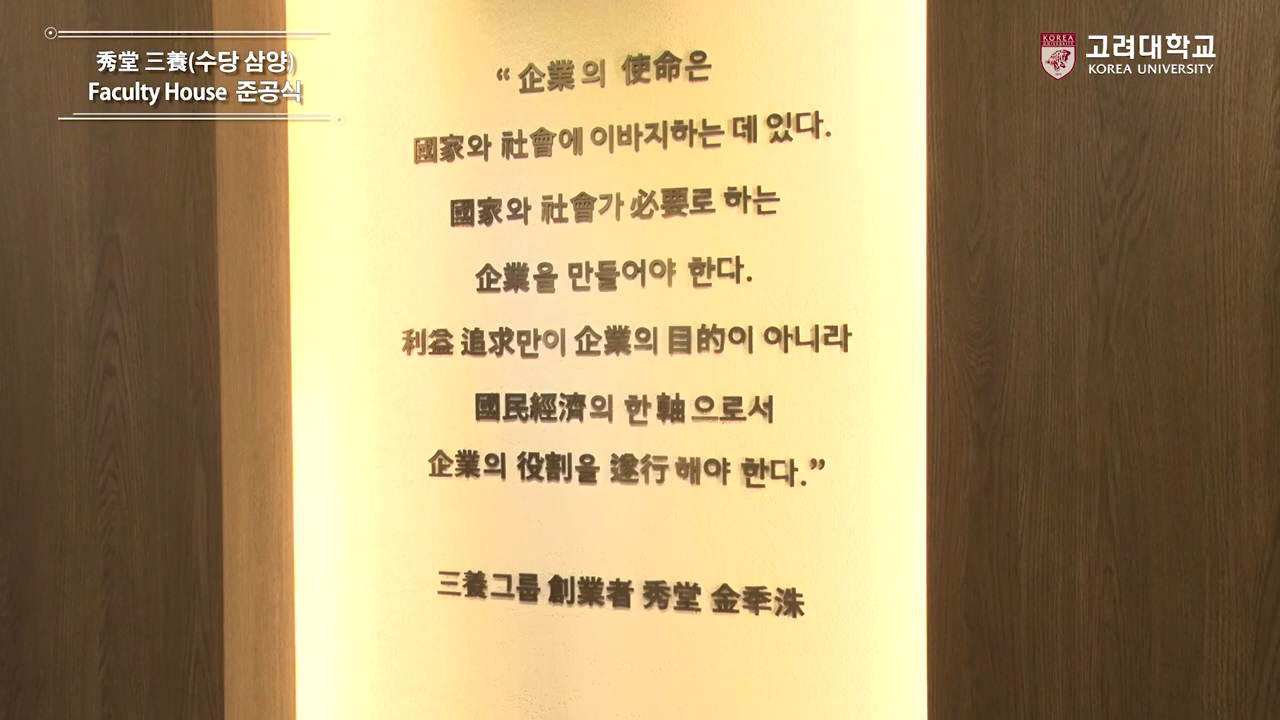 秀堂 三養(수당 삼양)
Faculty House 준공식
KOREA
고려대학교
KOREA UNIVERSITY
“企業의 使命은
國家와 社會에 이바지하는 데 있다.
國家와 社會가 必要로 하는
企業을 만들어야 한다.
利益 追求만이 企業의 目的이 아니라
國民經濟의 한 軸으로서
企業의 役割을 遂行해야 한다.”
三養그룹 創業者 秀堂 金秊洙